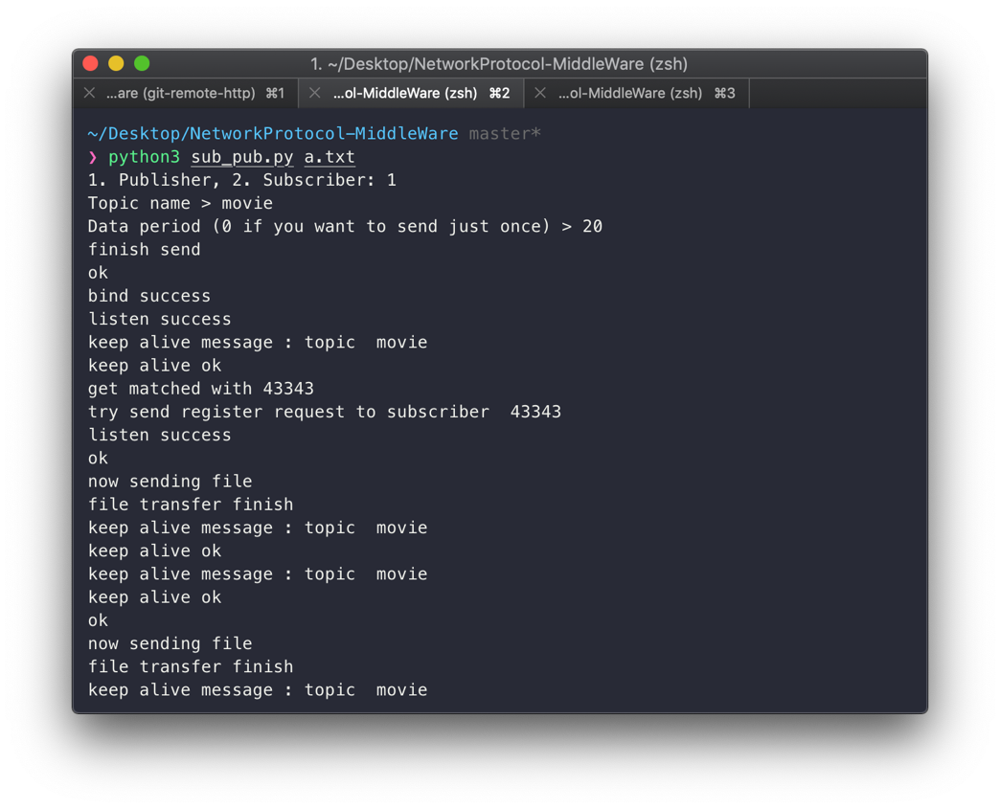 1. ~/Desktop/NetworkProtocol-MiddleWare (zsh)
...are (git-remote-http) ⌘1 ...ol-MiddleWare (zsh) ⌘2 ...ol-MiddleWare (zsh) ⌘3
~/Desktop/NetworkProtocol-MiddleWare master*
❯ python3 sub_pub.py a.txt
1. Publisher, 2. Subscriber: 1
Topic name > movie
Data period (0 if you want to send just once) > 20
finish send
ok
bind success
listen success
keep alive message : topic  movie
keep alive ok
get matched with 43343
try send register request to subscriber  43343
listen success
ok
now sending file
file transfer finish
keep alive message : topic  movie
keep alive ok
keep alive message : topic  movie
keep alive ok
ok
now sending file
file transfer finish
keep alive message : topic  movie